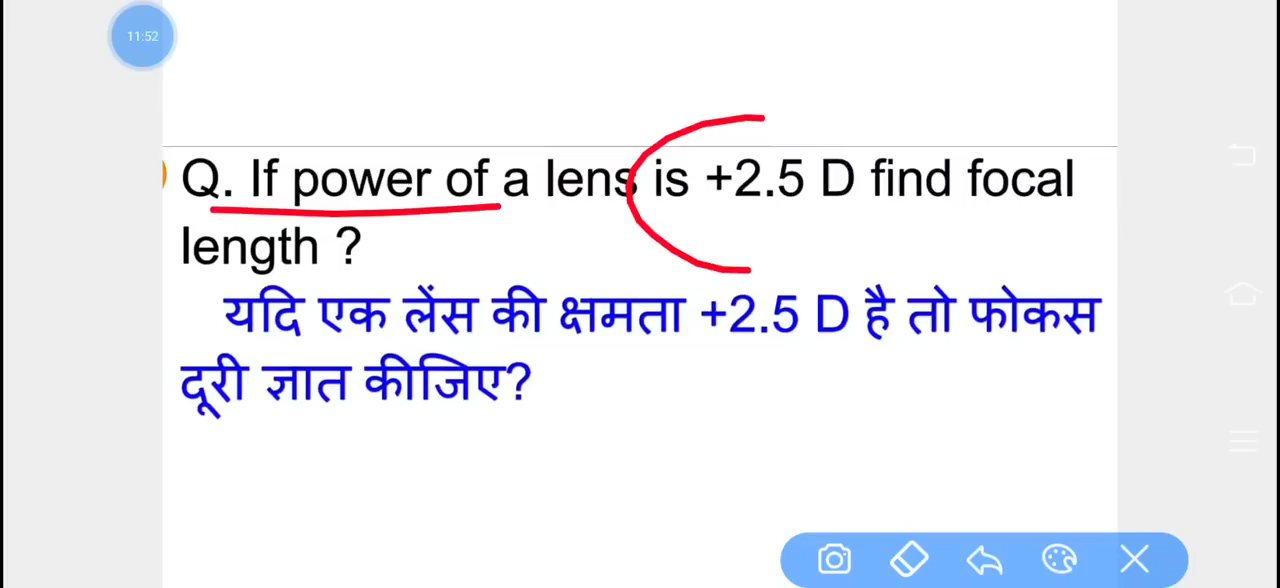 11:52
Q. If power of a lens is +2.5 D find focal
length ?
यदि एक लेंस की क्षमता +2.5 D है तो फोकस
दूरी ज्ञात कीजिए?